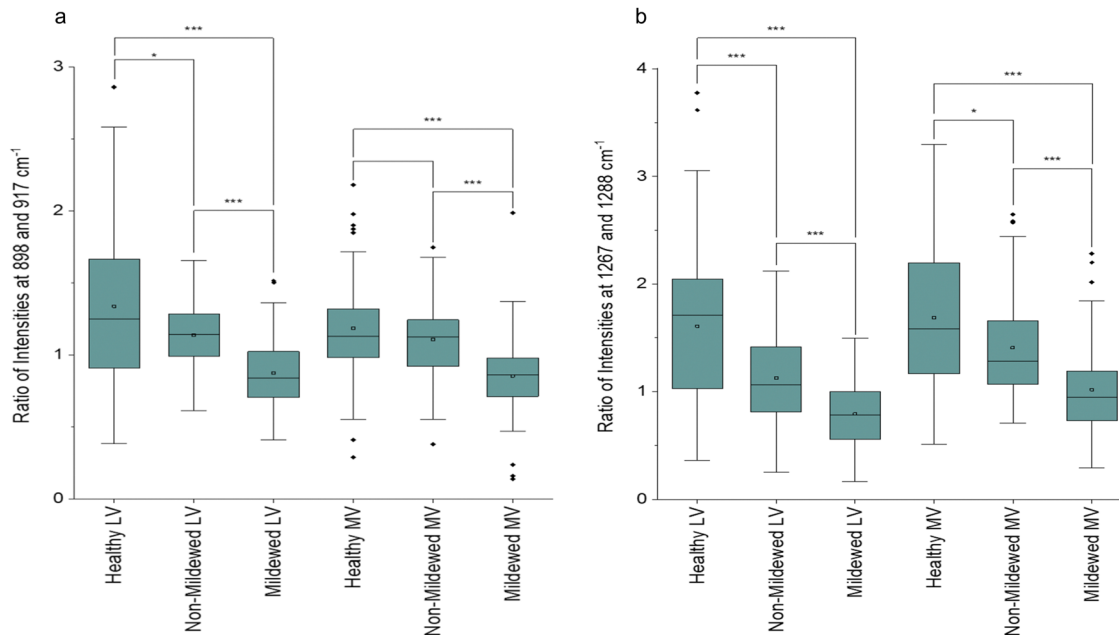 a
***
*
***
***
***
3
2
1
0
Ratio of Intensities at 898 and 917 cm⁻¹
Healthy LV
Non-Mildewed LV
Mildewed LV
Healthy MV
Non-Mildewed MV
Mildewed MV
b
***
***
***
***
*
***
4
3
2
1
0
Ratio of Intensities at 1267 and 1288 cm⁻¹
Healthy LV
Non-Mildewed LV
Mildewed LV
Healthy MV
Non-Mildewed MV
Mildewed MV